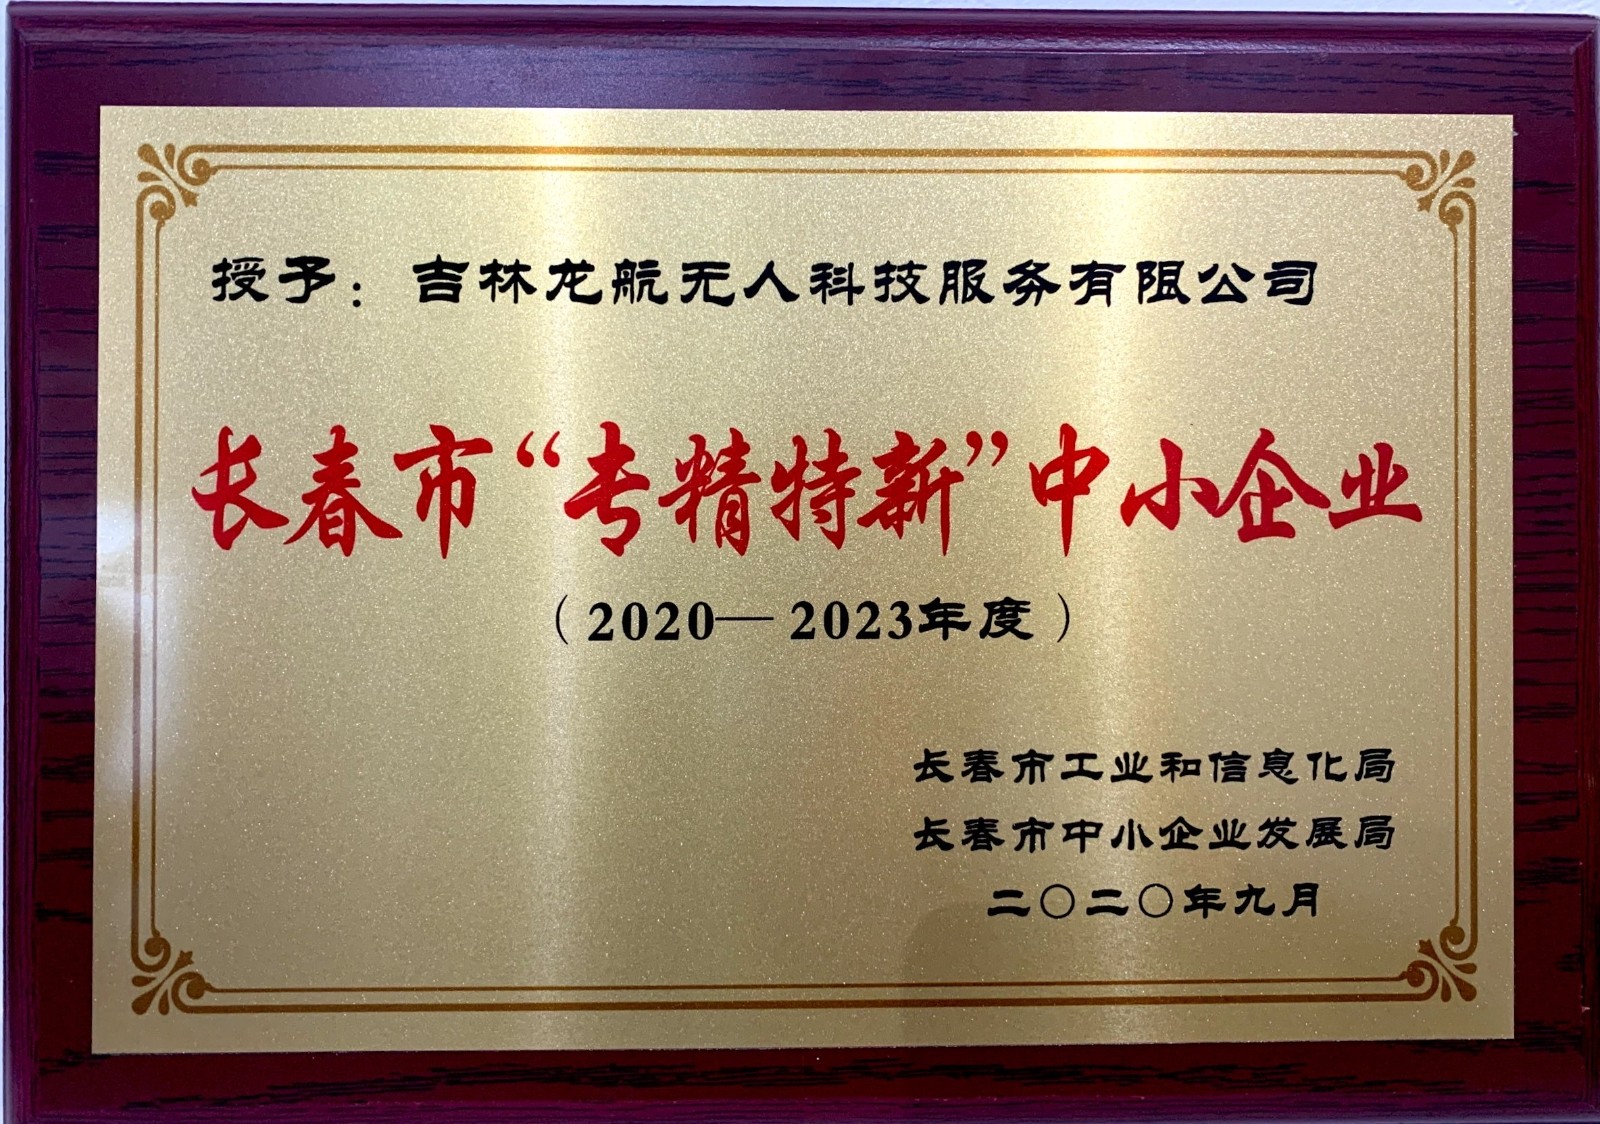 授予：吉林龙航无人科技服务有限公司
长春市“专精特新”中小企业
（2020—2023年度）
长春市工业和信息化局
长春市中小企业发展局
二〇二〇年九月